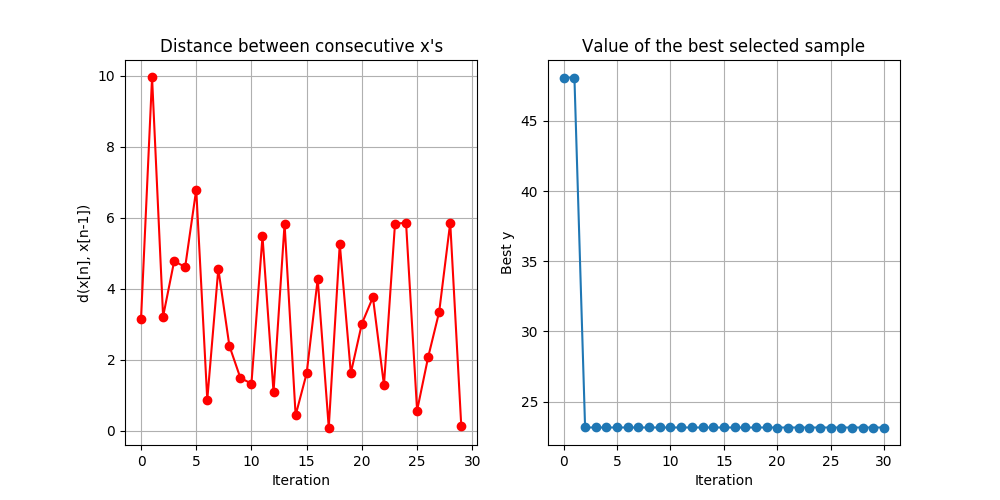 Distance between consecutive x's
10
8
6
4
2
0
d(x[n], x[n-1])
0 5 10 15 20 25 30
Iteration
Value of the best selected sample
45
40
35
30
25
Best y
0 5 10 15 20 25 30
Iteration